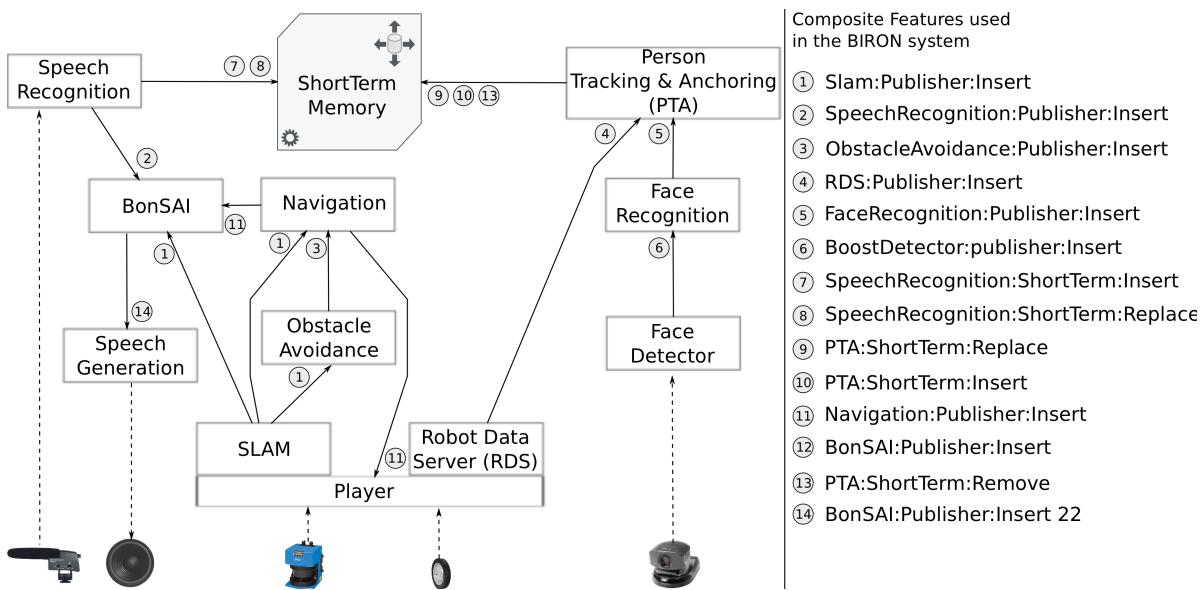 Speech
Recognition
7 8
ShortTerm
Memory
9 10 13
Person
Tracking & Anchoring
(PTA)
2
4
5
BonSAI
11
Navigation
Face
Recognition
1
1
3
6
14
Speech
Generation
Obstacle
Avoidance
1
Face
Detector
SLAM
11
Robot Data
Server (RDS)
Player
Composite Features used
in the BIRON system
1 Slam:Publisher:Insert
2 SpeechRecognition:Publisher:Insert
3 ObstacleAvoidance:Publisher:Insert
4 RDS:Publisher:Insert
5 FaceRecognition:Publisher:Insert
6 BoostDetector:publisher:Insert
7 SpeechRecognition:ShortTerm:Insert
8 SpeechRecognition:ShortTerm:Replace
9 PTA:ShortTerm:Replace
10 PTA:ShortTerm:Insert
11 Navigation:Publisher:Insert
12 BonSAI:Publisher:Insert
13 PTA:ShortTerm:Remove
14 BonSAI:Publisher:Insert 22